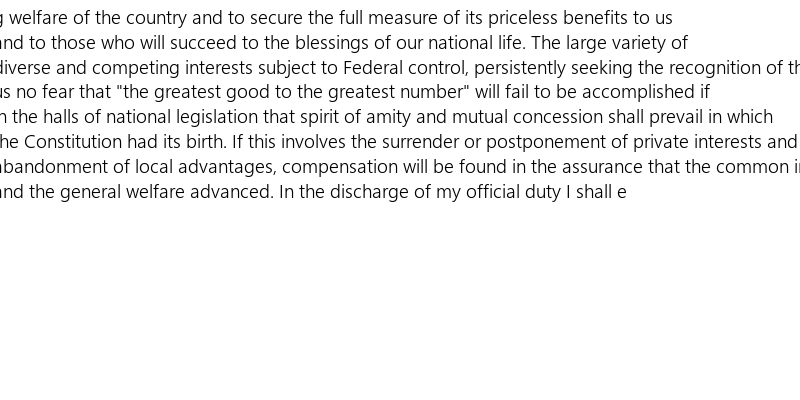 welfare of the country and to secure the full measure of its priceless benefits to us
and to those who will succeed to the blessings of our national life. The large variety of
diverse and competing interests subject to Federal control, persistently seeking the recognition of
us no fear that "the greatest good to the greatest number" will fail to be accomplished if
in the halls of national legislation that spirit of amity and mutual concession shall prevail in which
the Constitution had its birth. If this involves the surrender or postponement of private interests and
abandonment of local advantages, compensation will be found in the assurance that the common
and the general welfare advanced. In the discharge of my official duty I shall e